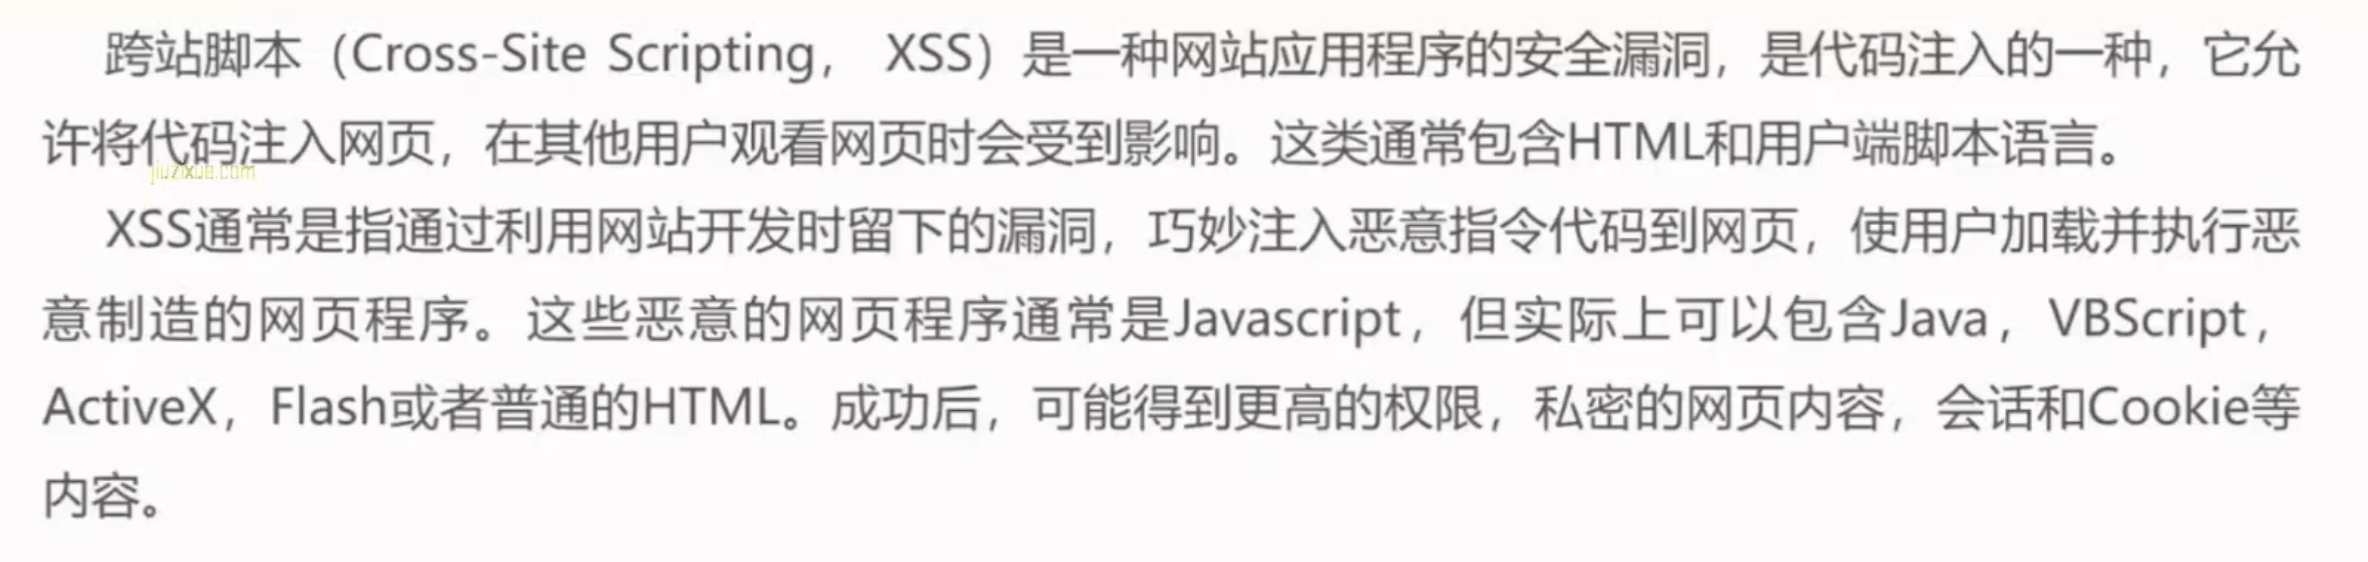 跨站脚本（Cross-Site Scripting， XSS）是一种网站应用程序的安全漏洞，是代码注入的一种，它允
许将代码注入网页，在其他用户观看网页时会受到影响。这类通常包含HTML和用户端脚本语言。
jiuzixue.com
XSS通常是指通过利用网站开发时留下的漏洞，巧妙注入恶意指令代码到网页，使用户加载并执行恶
意制造的网页程序。这些恶意的网页程序通常是Javascript，但实际上可以包含Java，VBScript，
ActiveX，Flash或者普通的HTML。成功后，可能得到更高的权限，私密的网页内容，会话和Cookie等
内容。